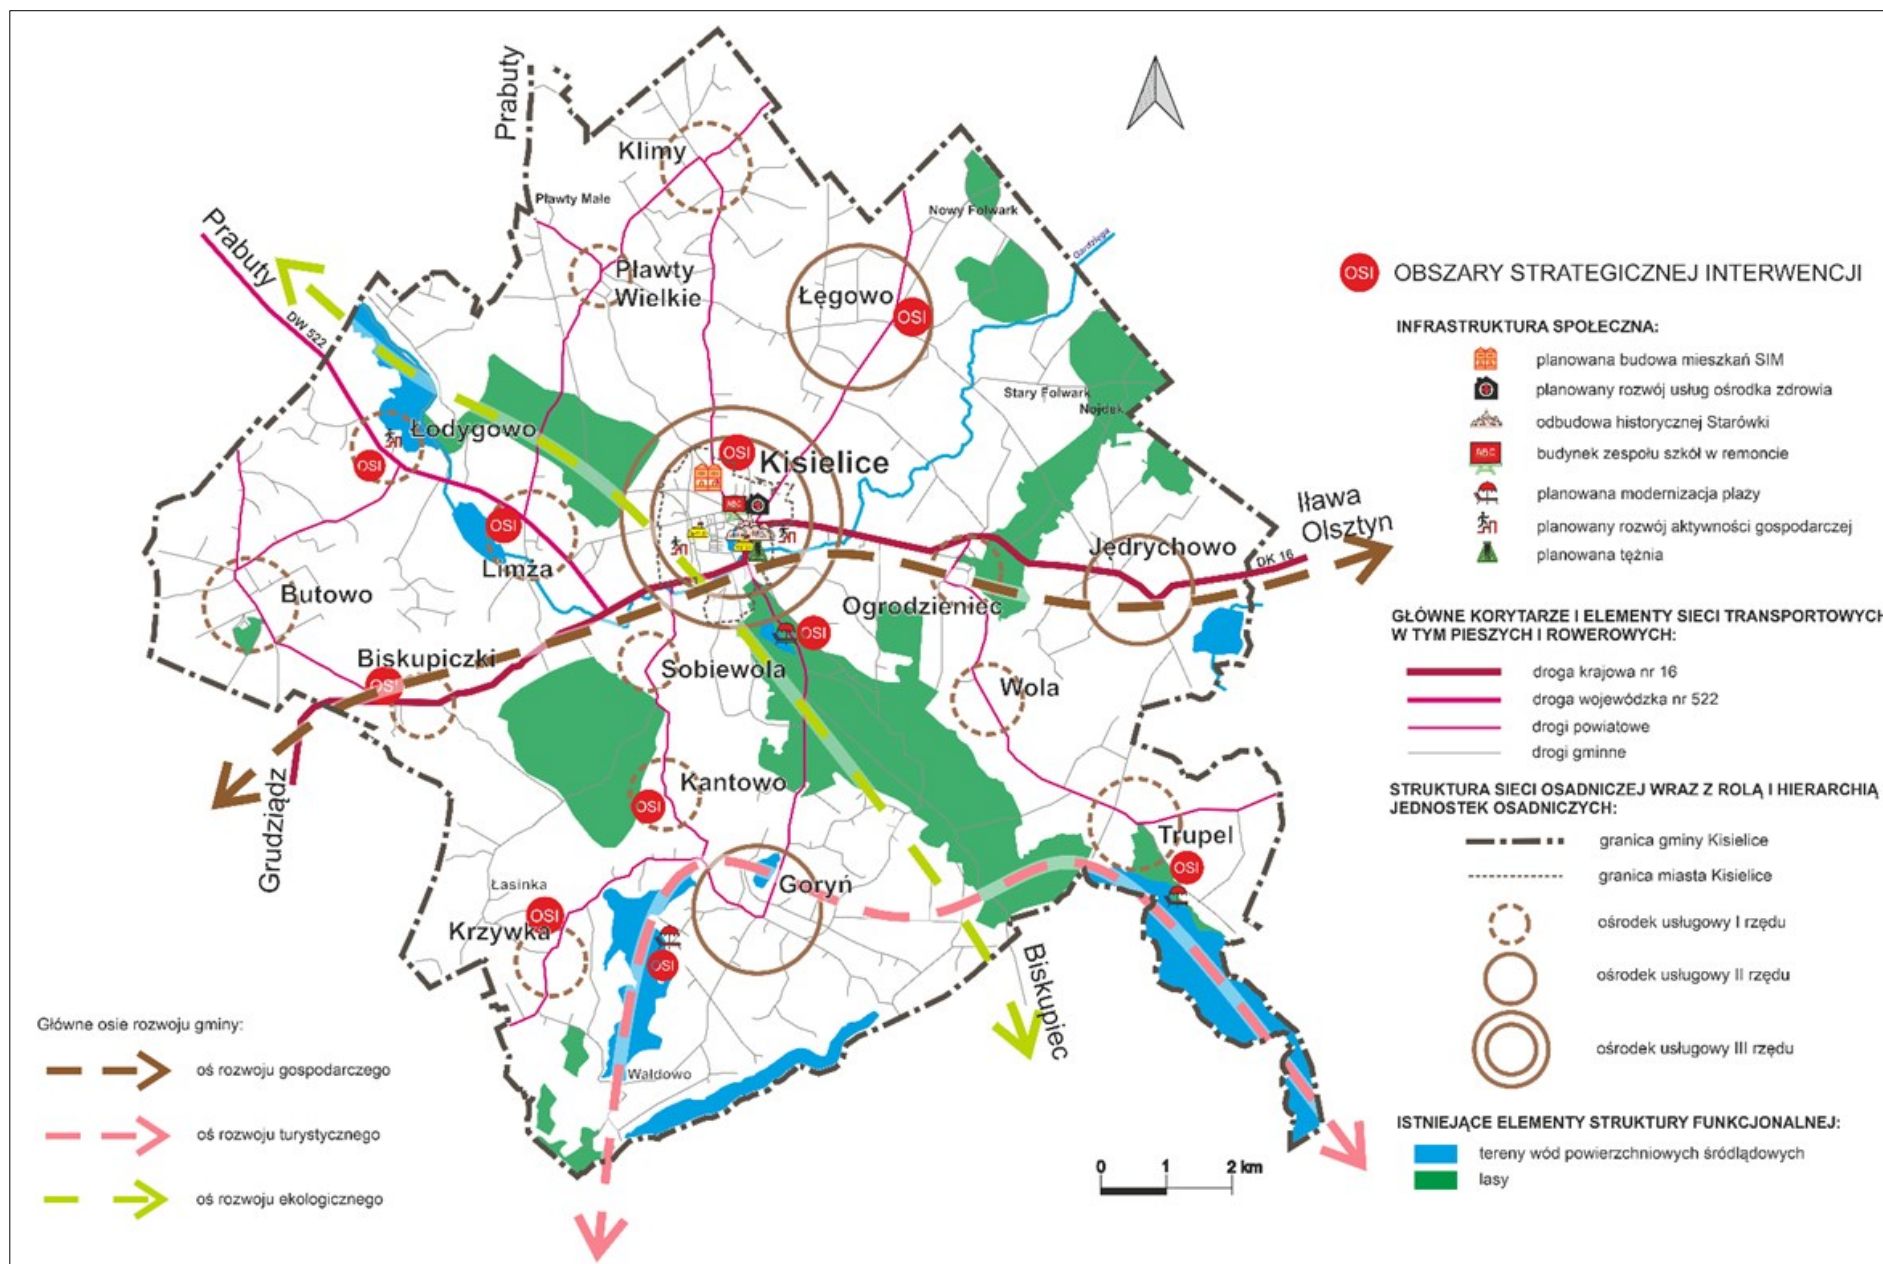 Prabuty
Klimy
Pławty Małe
Nowy Folwark
Prabuty
Gardziega
Pławty
Wielkie
Łęgowo
OSI
DW 522
Stary Folwark
Nojdek
Łodygowo
OSI
OSI
Kisielice
ABC
OSI
Limża
Iława
Olsztyn
Jędrychowo
DK 16
Butowo
Ogrodzieniec
OSI
Biskupiczki
OSI
Sobiewola
Wola
Grudziądz
Kantowo
OSI
Trupel
OSI
Łasinka
Goryń
OSI
Krzywka
OSI
Biskupiec
Wałdowo
0 1 2 km
Główne osie rozwoju gminy:
oś rozwoju gospodarczego
oś rozwoju turystycznego
oś rozwoju ekologicznego
OSI OBSZARY STRATEGICZNEJ INTERWENCJI
INFRASTRUKTURA SPOŁECZNA:
planowana budowa mieszkań SIM
planowany rozwój usług ośrodka zdrowia
odbudowa historycznej Starówki
ABC budynek zespołu szkół w remoncie
planowana modernizacja plaży
planowany rozwój aktywności gospodarczej
planowana tężnia
GŁÓWNE KORYTARZE I ELEMENTY SIECI TRANSPORTOWYCH
W TYM PIESZYCH I ROWEROWYCH:
droga krajowa nr 16
droga wojewódzka nr 522
drogi powiatowe
drogi gminne
STRUKTURA SIECI OSADNICZEJ WRAZ Z ROLĄ I HIERARCHIĄ
JEDNOSTEK OSADNICZYCH:
granica gminy Kisielice
granica miasta Kisielice
ośrodek usługowy I rzędu
ośrodek usługowy II rzędu
ośrodek usługowy III rzędu
ISTNIEJĄCE ELEMENTY STRUKTURY FUNKCJONALNEJ:
tereny wód powierzchniowych śródlądowych
lasy